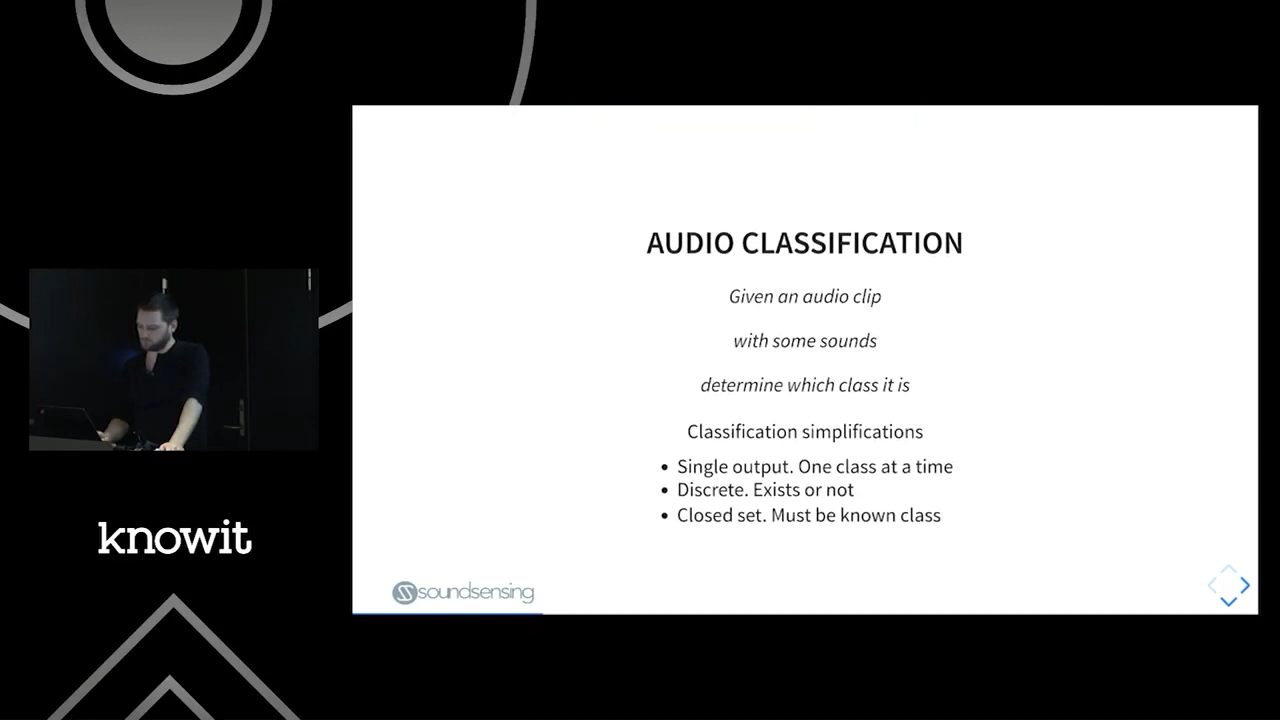 AUDIO CLASSIFICATION
Given an audio clip
with some sounds
determine which class it is
Classification simplifications
• Single output. One class at a time
• Discrete. Exists or not
• Closed set. Must be known class
soundsensing
knowit